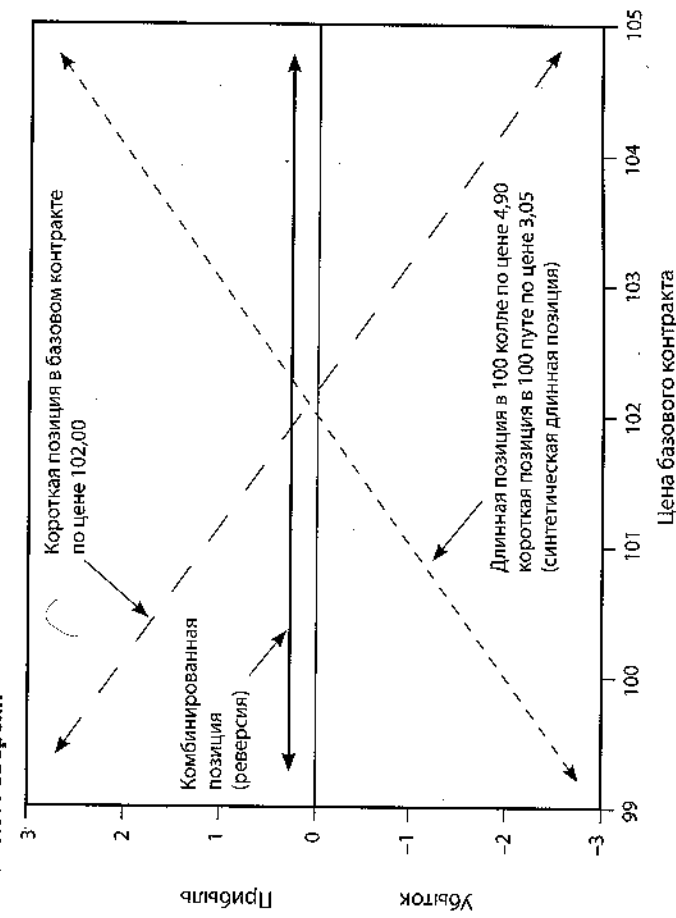 3
2
1
0
−1
−2
−3
Прибыль
Убыток
Короткая позиция в базовом контракте
по цене 102,00
Комбинированная
позиция
(реверсия)
Длинная позиция в 100 колле по цене 4,90
короткая позиция в 100 путе по цене 3,05
(синтетическая длинная позиция)
99
100
101
102
103
104
105
Цена базового контракта